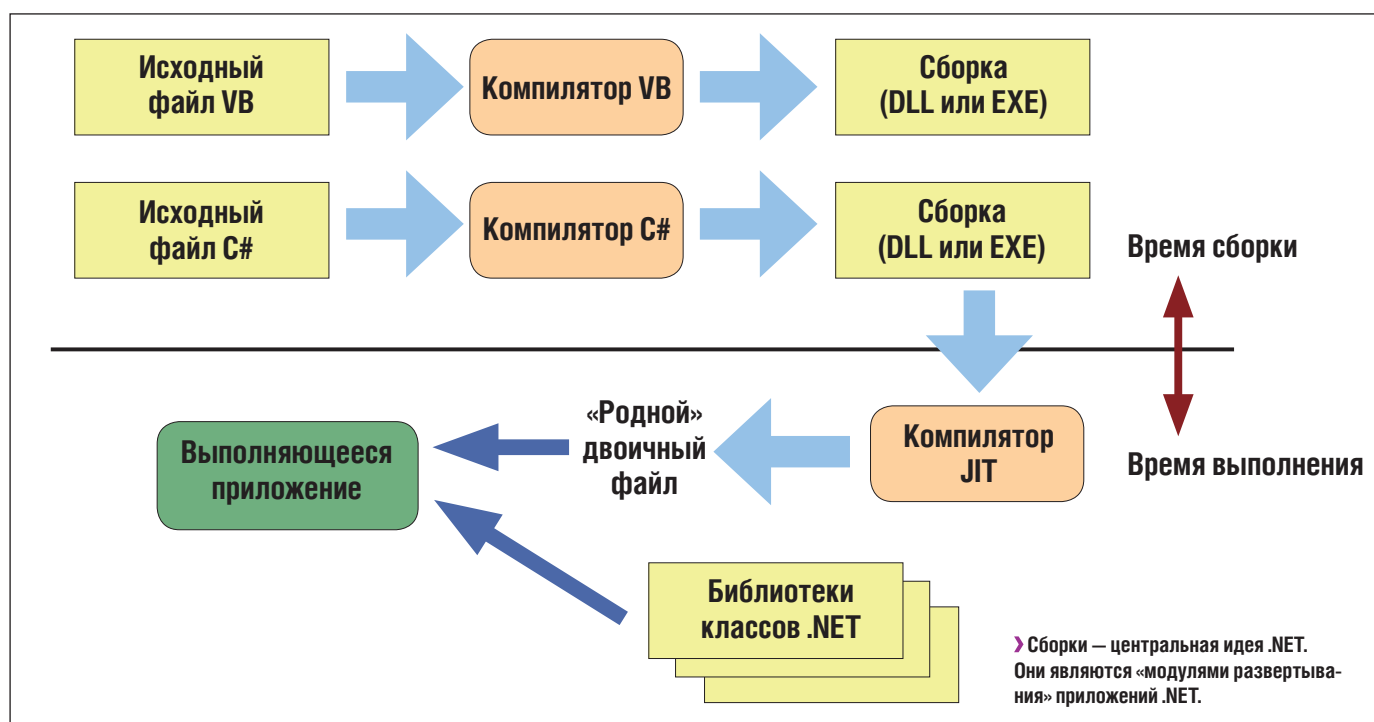 Исходный
файл VB
Компилятор VB
Сборка
(DLL или EXE)
Исходный
файл C#
Компилятор C#
Сборка
(DLL или EXE)
Время сборки
Выполняющееся
приложение
«Родной»
двоичный
файл
Компилятор
JIT
Время выполнения
Библиотеки
классов .NET
❯ Сборки — центральная идея .NET.
Они являются «модулями развертыва-
ния» приложений .NET.